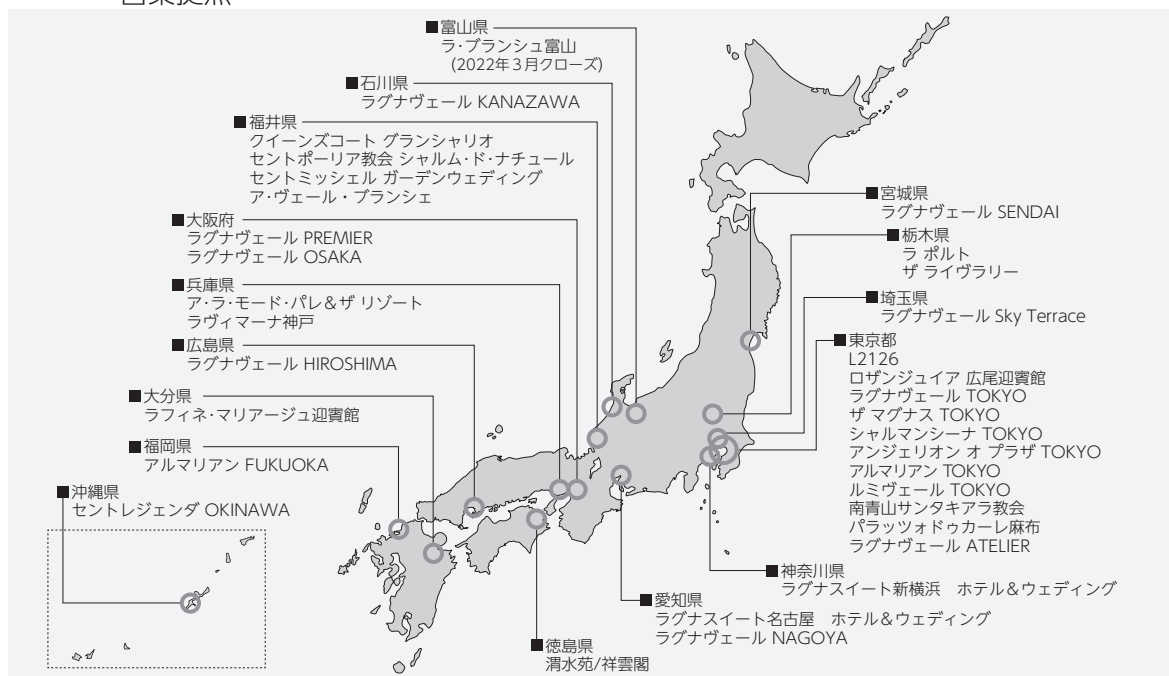 営業拠点
■富山県
ラ・ブランシュ富山
(2022年3月クローズ)
■石川県
ラグナヴェール KANAZAWA
■福井県
クイーンズコート グランシャリオ
セントポーリア教会 シャルム・ド・ナチュール
セントミッシェル ガーデンウェディング
ア・ヴェール・ブランシェ
■大阪府
ラグナヴェール PREMIER
ラグナヴェール OSAKA
■兵庫県
ア・ラ・モード・パレ&ザ リゾート
ラヴィマーナ神戸
■広島県
ラグナヴェール HIROSHIMA
■大分県
ラフィネ・マリアージュ迎賓館
■福岡県
アルマリアン FUKUOKA
■沖縄県
セントレジェンダ OKINAWA
■宮城県
ラグナヴェール SENDAI
■栃木県
ラ ポルト
ザ ライヴラリー
■埼玉県
ラグナヴェール Sky Terrace
■東京都
L2126
ロザンジュイア 広尾迎賓館
ラグナヴェール TOKYO
ザ マグナス TOKYO
シャルマンシーナ TOKYO
アンジェリオン オ プラザ TOKYO
アルマリアン TOKYO
ルミヴェール TOKYO
南青山サンタキアラ教会
パラッツォドゥカーレ麻布
ラグナヴェール ATELIER
■神奈川県
ラグナスイート新横浜 ホテル&ウェディング
■愛知県
ラグナスイート名古屋 ホテル&ウェディング
ラグナヴェール NAGOYA
■徳島県
渭水苑/祥雲閣